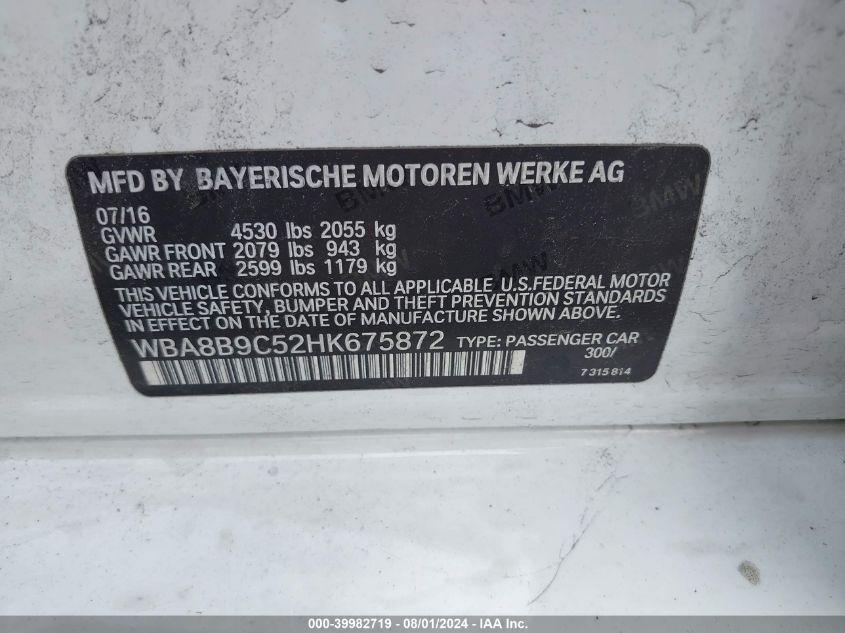 MFD BY BAYERISCHE MOTOREN WERKE AG
07/16
GVWR 4530 lbs 2055 kg
GAWR FRONT 2079 lbs 943 kg
GAWR REAR 2599 lbs 1179 kg
THIS VEHICLE CONFORMS TO ALL APPLICABLE U.S.FEDERAL MOTOR
VEHICLE SAFETY, BUMPER AND THEFT PREVENTION STANDARDS
IN EFFECT ON THE DATE OF MANUFACTURE SHOWN ABOVE.
WBA8B9C52HK675872 TYPE: PASSENGER CAR
300/
7 315 814
BMW
BMW
BMW
000-39982719 - 08/01/2024 - IAA Inc.